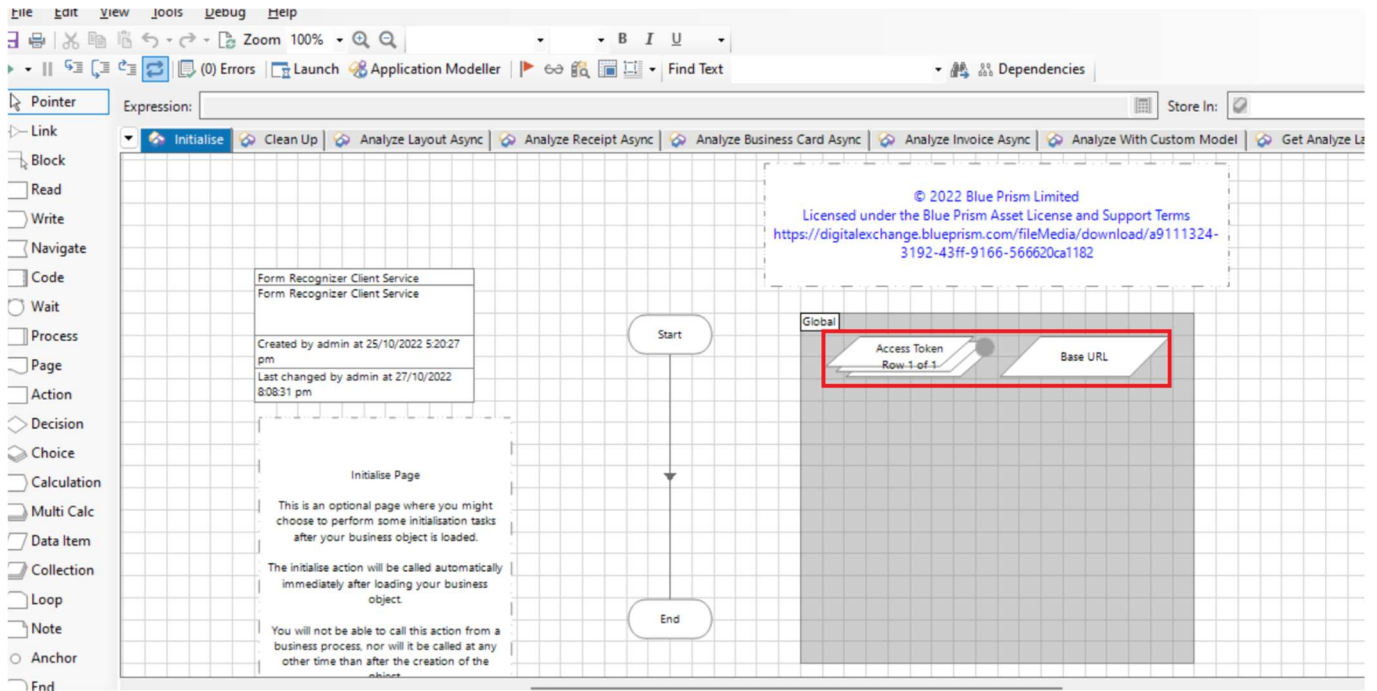 File Edit View Tools Debug Help
Zoom 100% B I U
(0) Errors Launch Application Modeller Find Text Dependencies
Pointer
Expression: Store In:
Link
Initialise Clean Up Analyze Layout Async Analyze Receipt Async Analyze Business Card Async Analyze Invoice Async Analyze With Custom Model Get Analyze La
Block
Read
Write
Navigate
Code
Wait
Process
Page
Action
Decision
Choice
Calculation
Multi Calc
Data Item
Collection
Loop
Note
Anchor
End
© 2022 Blue Prism Limited
Licensed under the Blue Prism Asset License and Support Terms
https://digitalexchange.blueprism.com/fileMedia/download/a9111324-
3192-43ff-9166-566620ca1182
Form Recognizer Client Service
Form Recognizer Client Service
Created by admin at 25/10/2022 5:20:27
pm
Last changed by admin at 27/10/2022
8:08:31 pm
Initialise Page
This is an optional page where you might
choose to perform some initialisation tasks
after your business object is loaded.
The initialise action will be called automatically
immediately after loading your business
object.
You will not be able to call this action from a
business process, nor will it be called at any
other time than after the creation of the
object.
Start
End
Global
Access Token
Row 1 of 1
Base URL